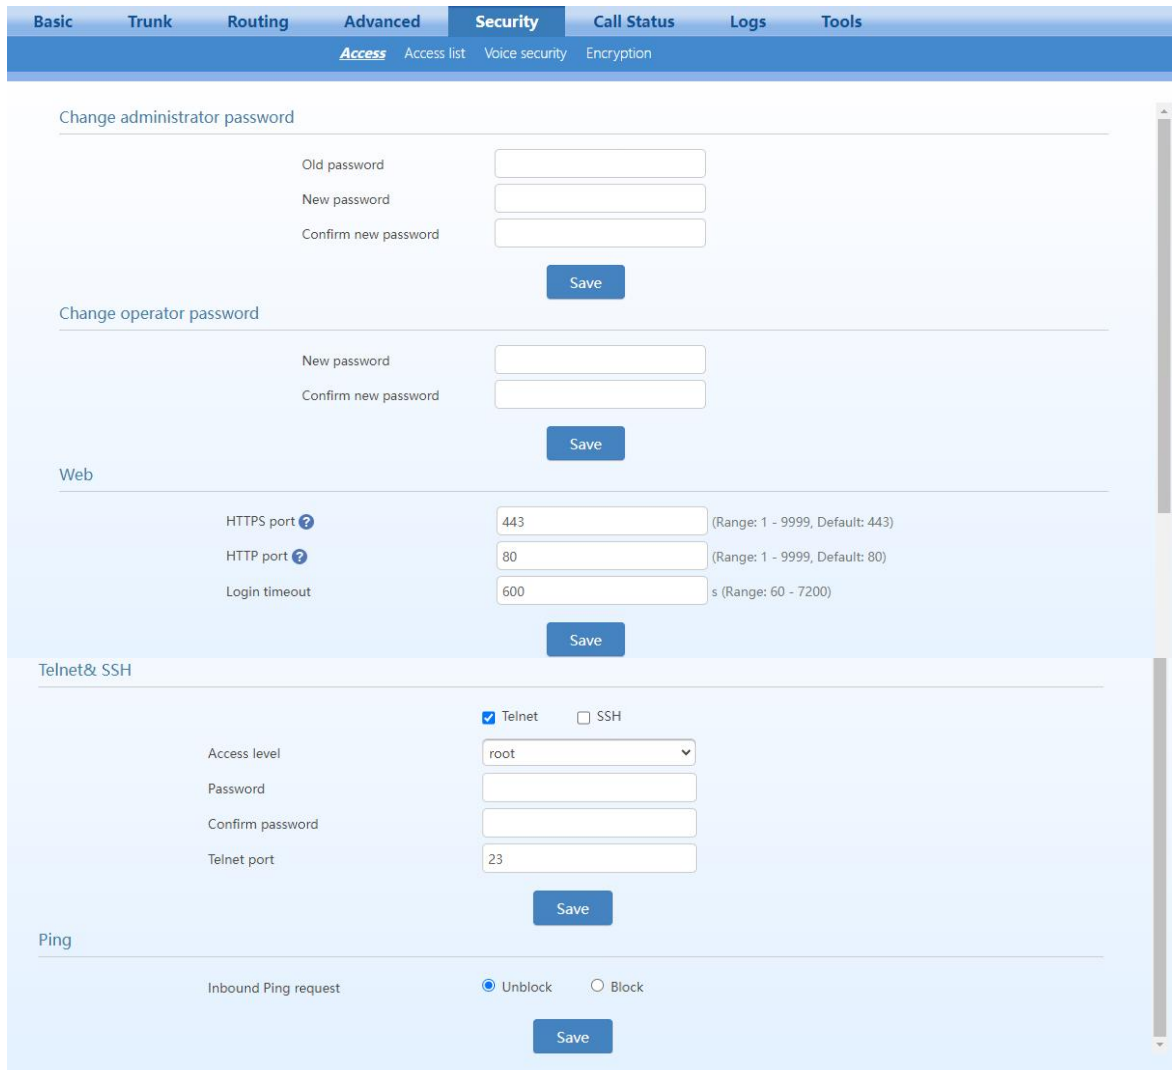 Basic Trunk Routing Advanced Security Call Status Logs Tools
Access Access list Voice security Encryption
Change administrator password
Old password
New password
Confirm new password
Save
Change operator password
New password
Confirm new password
Save
Web
HTTPS port ? 443 (Range: 1 - 9999, Default: 443)
HTTP port ? 80 (Range: 1 - 9999, Default: 80)
Login timeout 600 s (Range: 60 - 7200)
Save
Telnet& SSH
Telnet SSH
Access level root
Password
Confirm password
Telnet port 23
Save
Ping
Inbound Ping request Unblock Block
Save